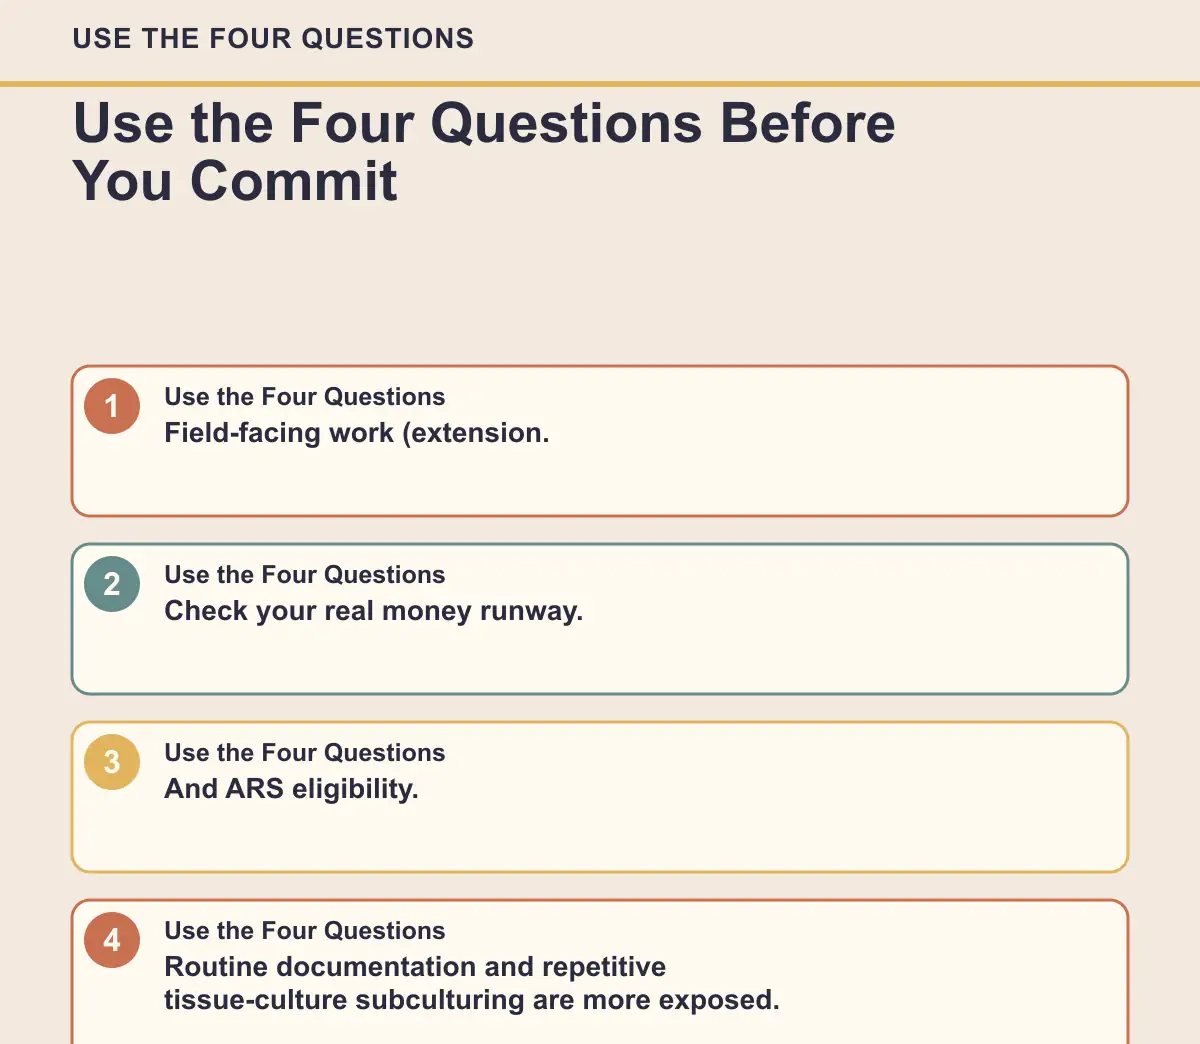 USE THE FOUR QUESTIONS
Use the Four Questions Before
You Commit
1
Use the Four Questions
Field-facing work (extension.
2
Use the Four Questions
Check your real money runway.
3
Use the Four Questions
And ARS eligibility.
4
Use the Four Questions
Routine documentation and repetitive
tissue-culture subculturing are more exposed.